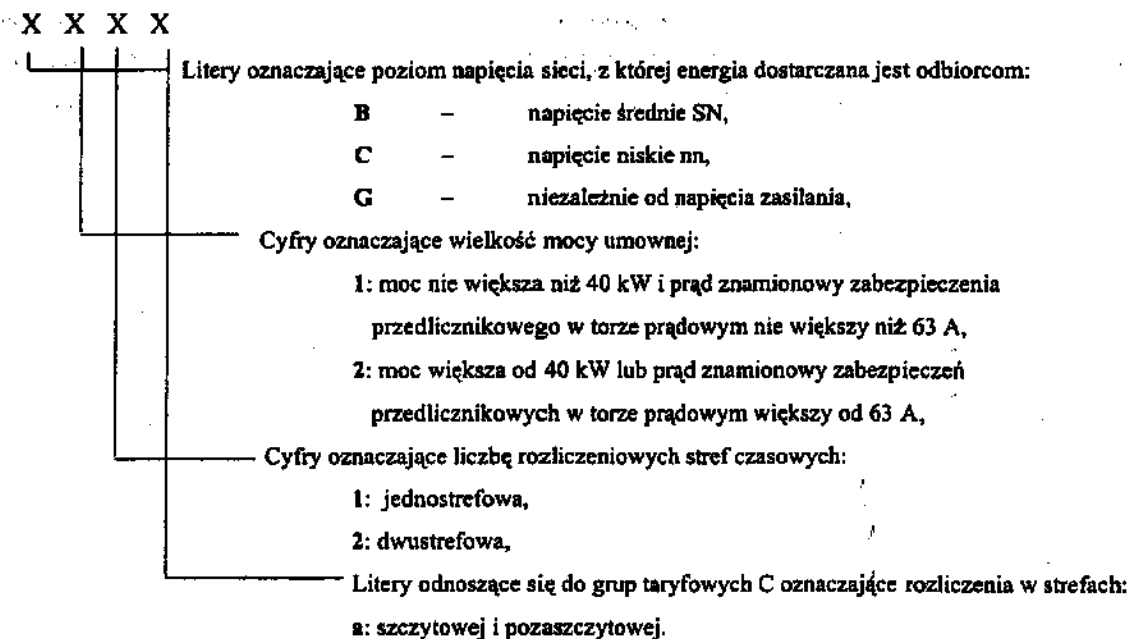 X X X X
Litery oznaczające poziom napięcia sieci, z której energia dostarczana jest odbiorcom:
B – napięcie średnie SN,
C – napięcie niskie nn,
G – niezależnie od napięcia zasilania,
Cyfry oznaczające wielkość mocy umownej:
1: moc nie większa niż 40 kW i prąd znamionowy zabezpieczenia
przedlicznikowego w torze prądowym nie większy niż 63 A,
2: moc większa od 40 kW lub prąd znamionowy zabezpieczeń
przedlicznikowych w torze prądowym większy od 63 A,
Cyfry oznaczające liczbę rozliczeniowych stref czasowych:
1: jednostrefowa,
2: dwustrefowa,
Litery odnoszące się do grup taryfowych C oznaczające rozliczenia w strefach:
a: szczytowej i pozaszczytowej.